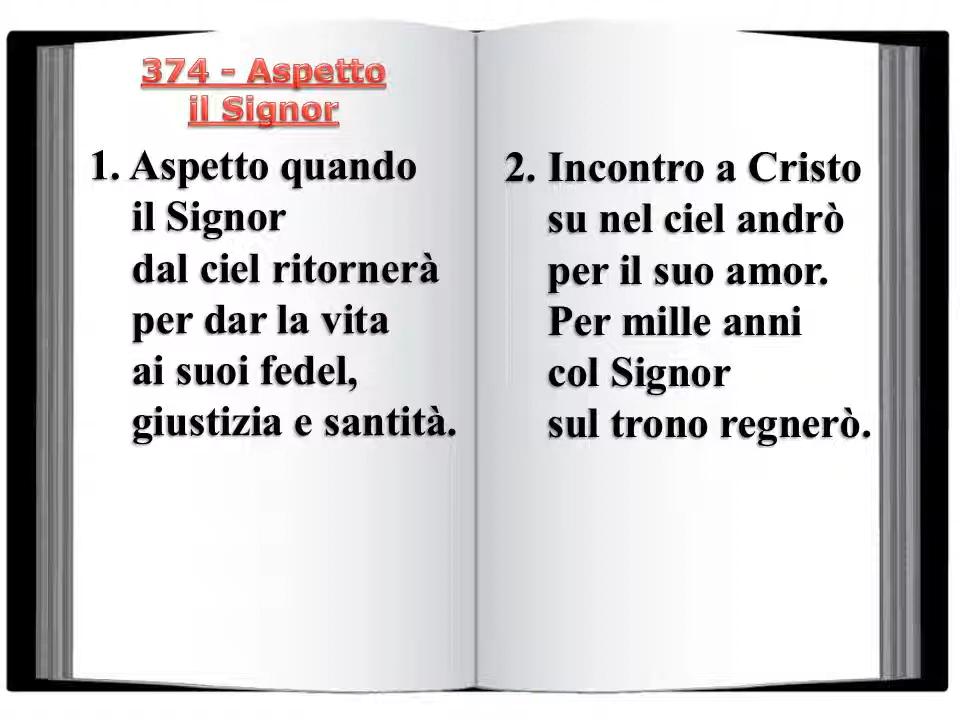 374 - Aspetto
il Signor
1. Aspetto quando
il Signor
dal ciel ritornerà
per dar la vita
ai suoi fedel,
giustizia e santità.
2. Incontro a Cristo
su nel ciel andrò
per il suo amor.
Per mille anni
col Signor
sul trono regnerò.